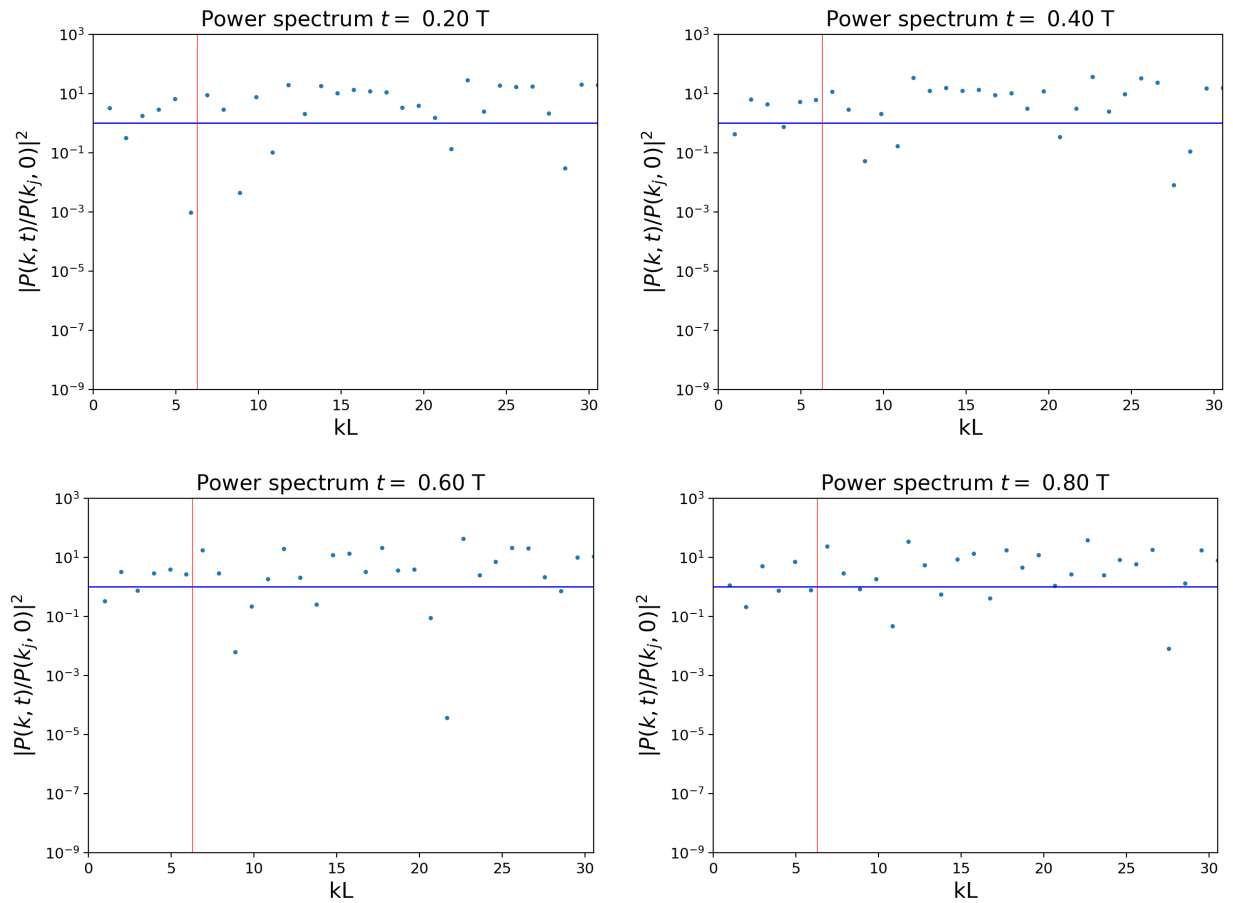 Power spectrum t = 0.20 T
10^3
10^1
10^-1
10^-3
10^-5
10^-7
10^-9
|P(k, t)/P(k_j, 0)|^2
0 5 10 15 20 25 30
kL
Power spectrum t = 0.40 T
10^3
10^1
10^-1
10^-3
10^-5
10^-7
10^-9
|P(k, t)/P(k_j, 0)|^2
0 5 10 15 20 25 30
kL
Power spectrum t = 0.60 T
10^3
10^1
10^-1
10^-3
10^-5
10^-7
10^-9
|P(k, t)/P(k_j, 0)|^2
0 5 10 15 20 25 30
kL
Power spectrum t = 0.80 T
10^3
10^1
10^-1
10^-3
10^-5
10^-7
10^-9
|P(k, t)/P(k_j, 0)|^2
0 5 10 15 20 25 30
kL